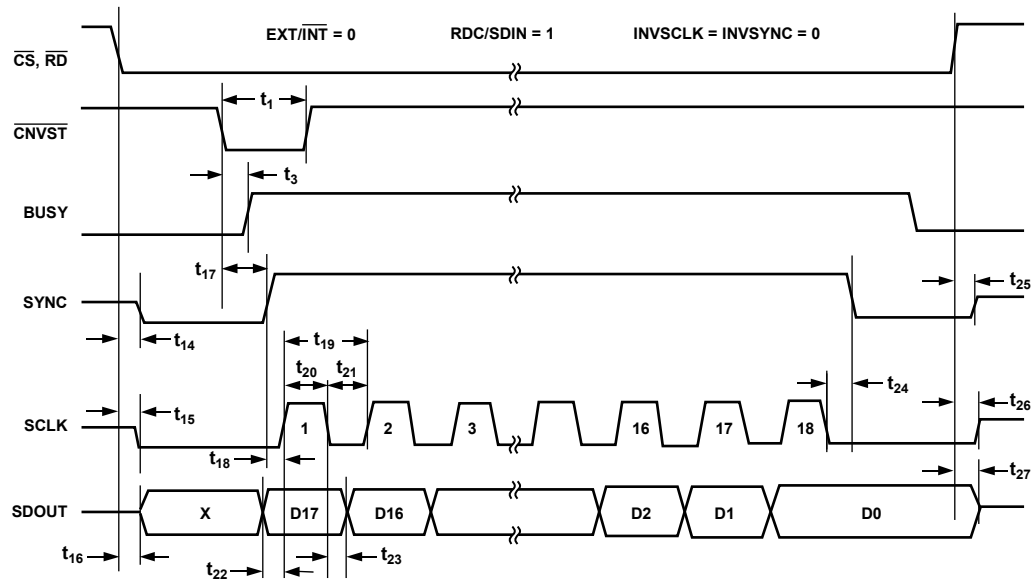 EXT/INT = 0 RDC/SDIN = 1 INVSCLK = INVSYNC = 0
CS, RD
t1
CNVST
t3
BUSY
t17
SYNC
t25
t14
t19
t20 t21
t24
t15
t26
SCLK
1 2 3 16 17 18
t18
t27
SDOUT
X D17 D16 D2 D1 D0
t16
t22
t23